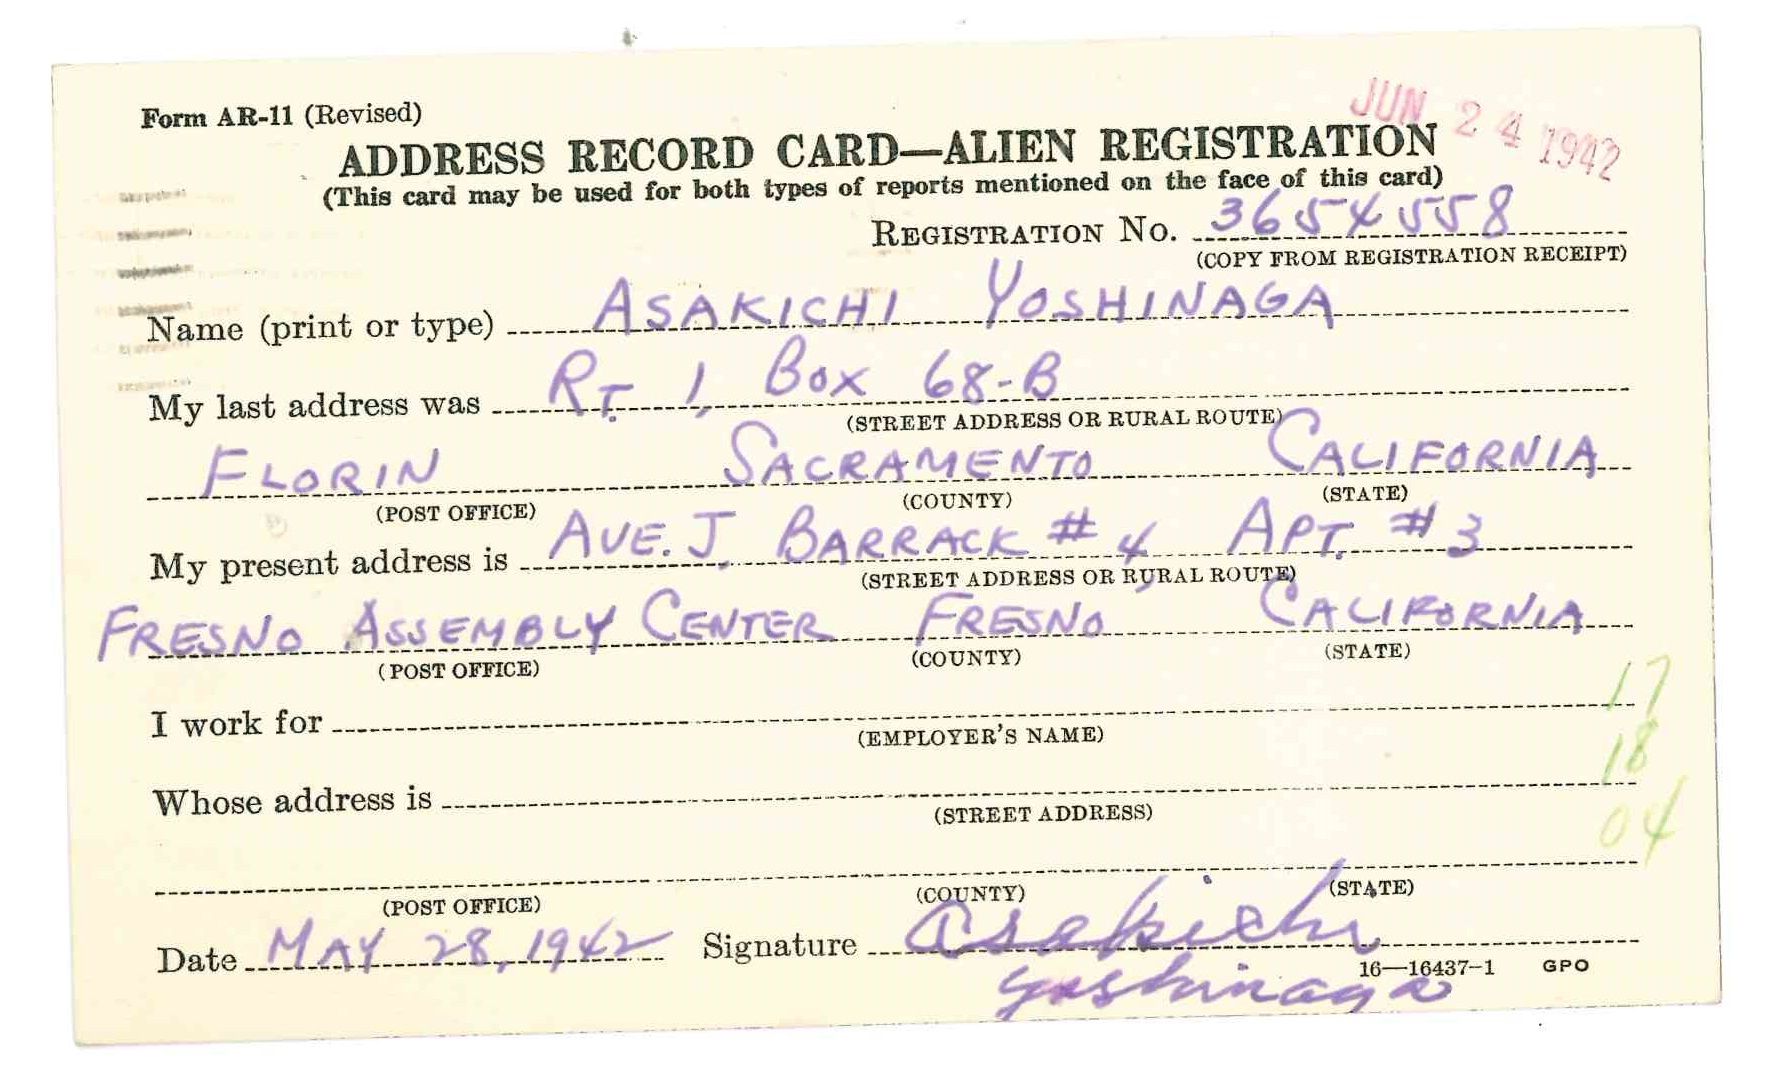 Form AR-11 (Revised)
JUN 24 1942
ADDRESS RECORD CARD—ALIEN REGISTRATION
(This card may be used for both types of reports mentioned on the face of this card)
REGISTRATION No. 3654558
(COPY FROM REGISTRATION RECEIPT)
Name (print or type) ASAKICHI YOSHINAGA
My last address was RT. 1, BOX 68-B
(STREET ADDRESS OR RURAL ROUTE)
FLORIN SACRAMENTO CALIFORNIA
(POST OFFICE) (COUNTY) (STATE)
My present address is AVE. J BARRACK #4, APT. #3
(STREET ADDRESS OR RURAL ROUTE)
FRESNO ASSEMBLY CENTER FRESNO CALIFORNIA
(POST OFFICE) (COUNTY) (STATE)
17
I work for
(EMPLOYER'S NAME)
18
Whose address is
(STREET ADDRESS)
04
(POST OFFICE) (COUNTY) (STATE)
Date MAY 28, 1942 Signature Asakichi
Yoshinaga
16—16437-1 GPO